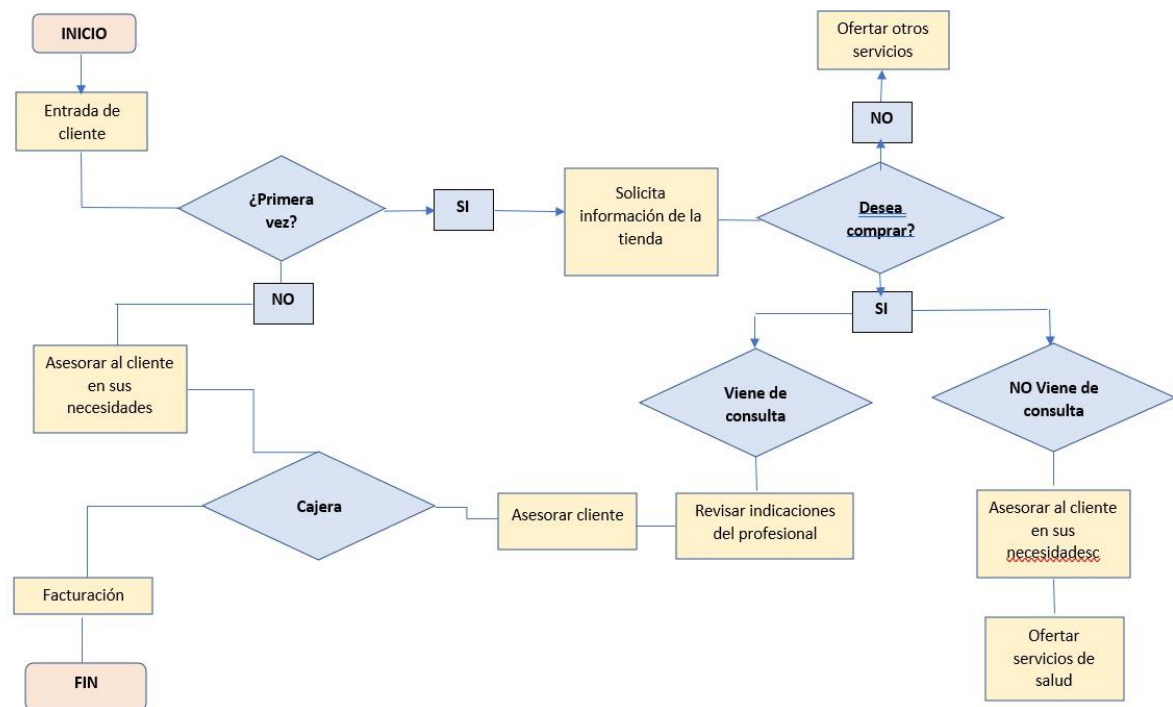 INICIO
Entrada de
cliente
¿Primera
vez?
SI
Solicita
información de la
tienda
Desea
comprar?
NO
Ofertar otros
servicios
SI
NO
Asesorar al cliente
en sus
necesidades
Viene de
consulta
NO Viene de
consulta
Cajera
Asesorar cliente
Revisar indicaciones
del profesional
Asesorar al cliente
en sus
necesidadesc
Facturación
Ofertar
servicios de
salud
FIN